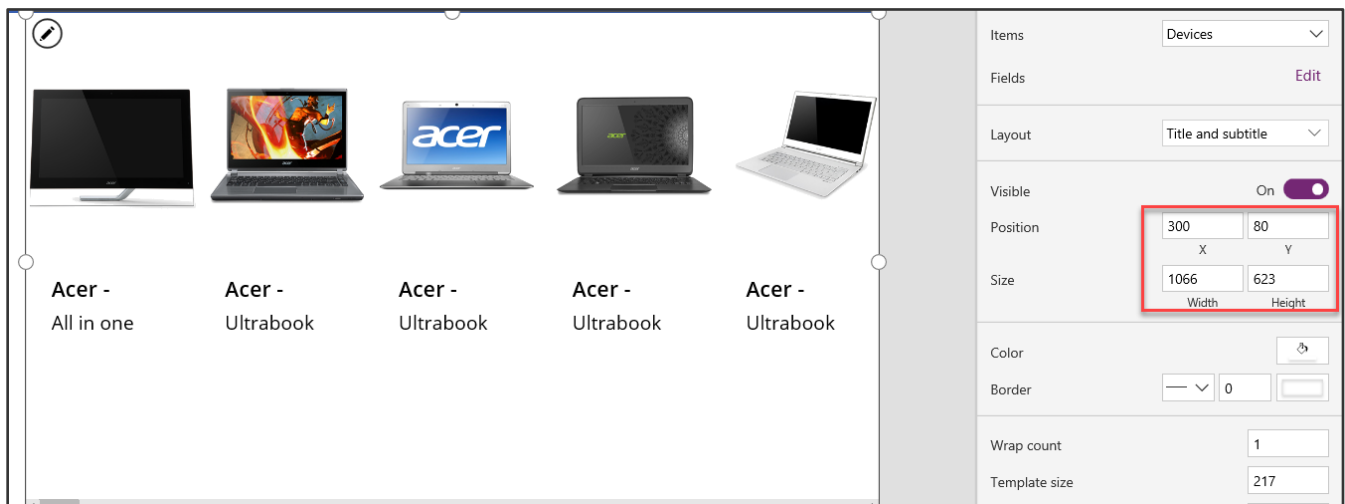 Items
Devices
Fields
Edit
Layout
Title and subtitle
Visible
On
Position
300
80
X
Y
Size
1066
623
Width
Height
Color
Border
0
Wrap count
1
Template size
217
acer
acer
Acer -
All in one
Acer -
Ultrabook
Acer -
Ultrabook
Acer -
Ultrabook
Acer -
Ultrabook